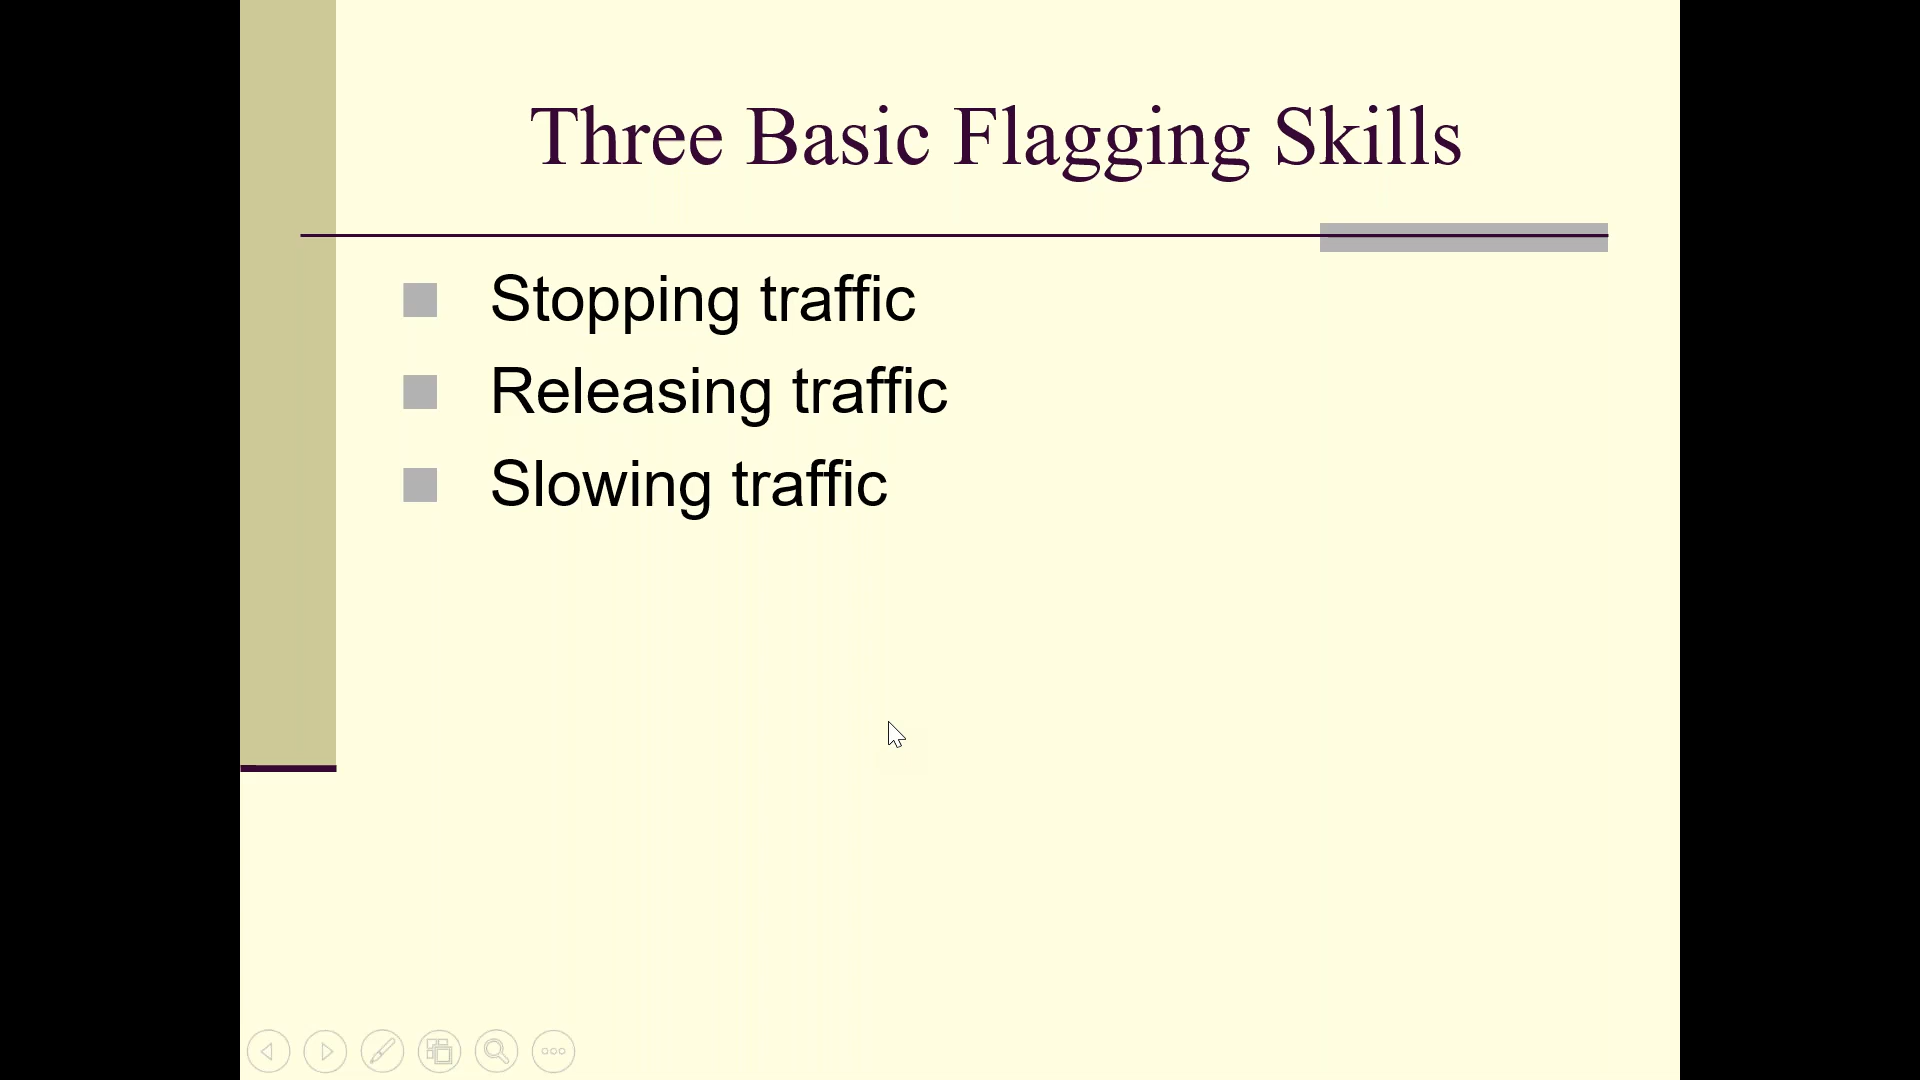 Three Basic Flagging Skills
Stopping traffic
Releasing traffic
Slowing traffic